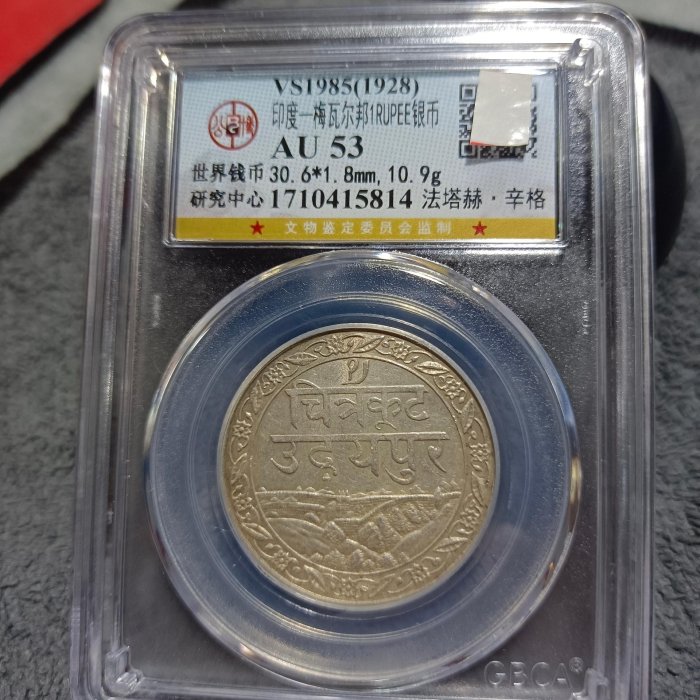 VS1985(1928)
印度—梅瓦尔邦1RUPEE银币
AU 53
世界钱币 30.6*1.8mm, 10.9g
研究中心 1710415814 法塔赫·辛格
★ 文物鉴定委员会监制 ★
१)
चित्रकूट
उदयपुर
GBCA®